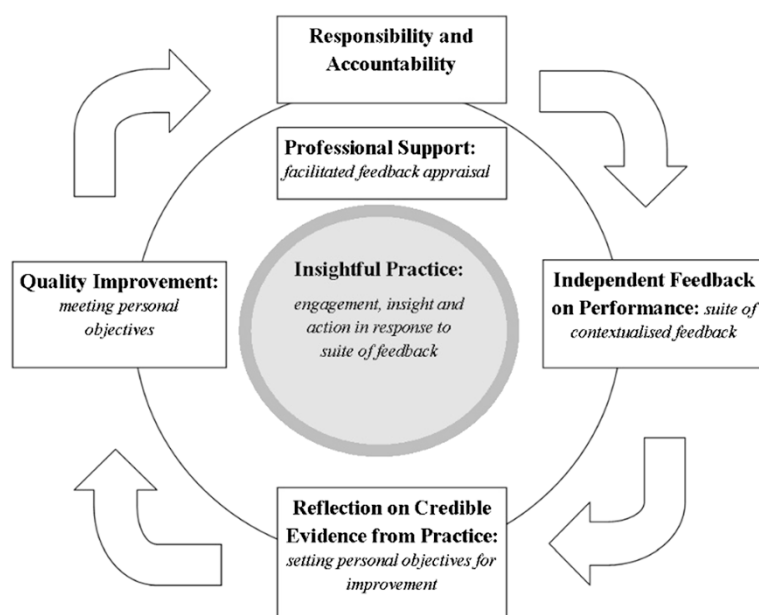 Responsibility and
Accountability
Professional Support:
facilitated feedback appraisal
Quality Improvement:
meeting personal
objectives
Insightful Practice:
engagement, insight and
action in response to
suite of feedback
Independent Feedback
on Performance: suite of
contextualised feedback
Reflection on Credible
Evidence from Practice:
setting personal objectives for
improvement